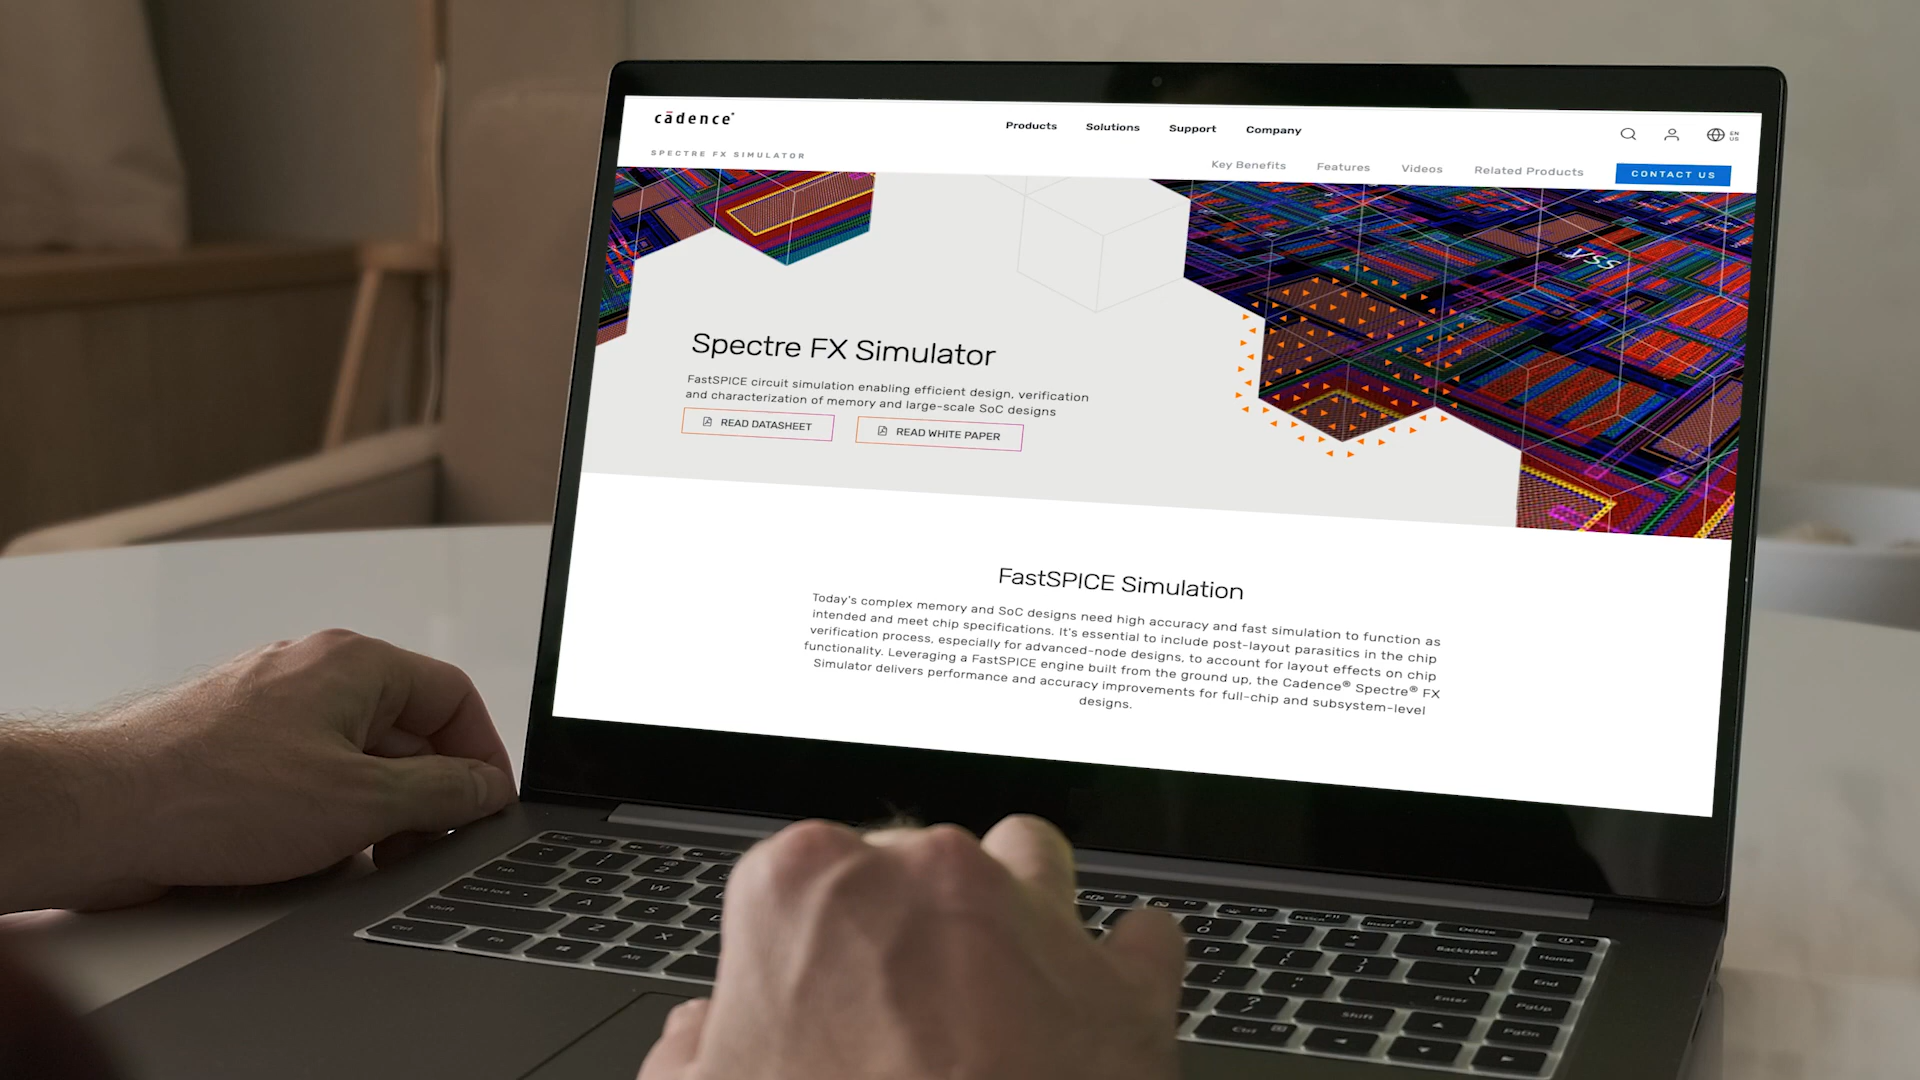 cādence
Products Solutions Support Company
EN
US
SPECTRE FX SIMULATOR
Key Benefits Features Videos Related Products CONTACT US
VSS
Spectre FX Simulator
FastSPICE circuit simulation enabling efficient design, verification
and characterization of memory and large-scale SoC designs
READ DATASHEET READ WHITE PAPER
FastSPICE Simulation
Today's complex memory and SoC designs need high accuracy and fast simulation to function as
intended and meet chip specifications. It's essential to include post-layout parasitics in the chip
verification process, especially for advanced-node designs, to account for layout effects on chip
functionality. Leveraging a FastSPICE engine built from the ground up, the Cadence® Spectre® FX
Simulator delivers performance and accuracy improvements for full-chip and subsystem-level
designs.
Esc
Tab Q W
Caps lock A S
Shift Z X
Ctrl Fn Alt
F11 Insert F12 Delete
P Backspace Home
Enter End
Shift PgUp
Ctrl PgDn